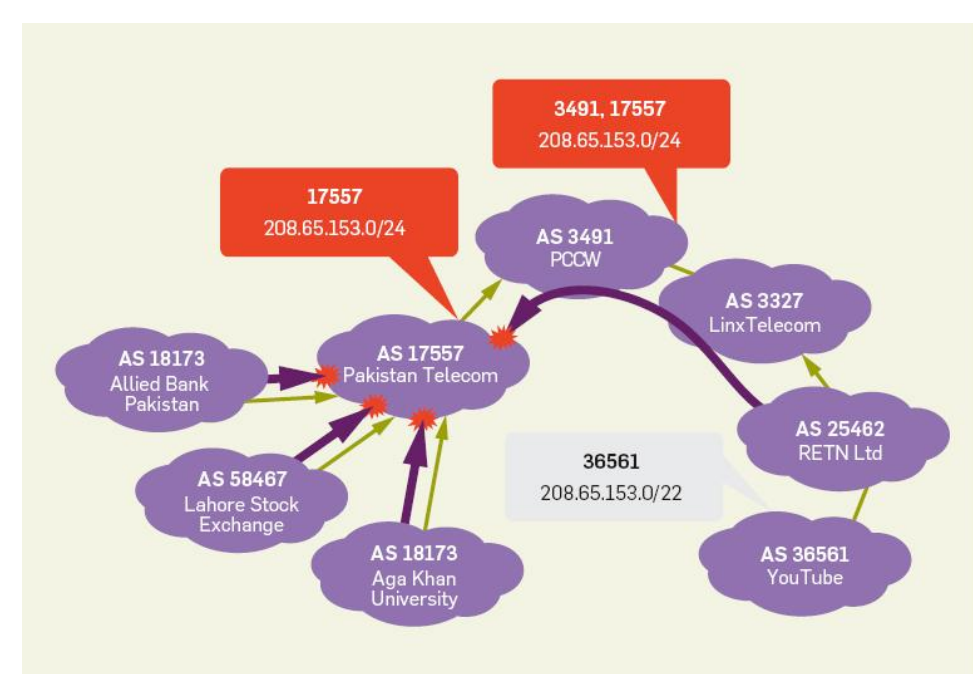 3491, 17557
208.65.153.0/24
17557
208.65.153.0/24
AS 3491
PCCW
AS 3327
LinxTelecom
AS 17557
Pakistan Telecom
AS 18173
Allied Bank
Pakistan
AS 25462
RETN Ltd
36561
208.65.153.0/22
AS 58467
Lahore Stock
Exchange
AS 18173
Aga Khan
University
AS 36561
YouTube